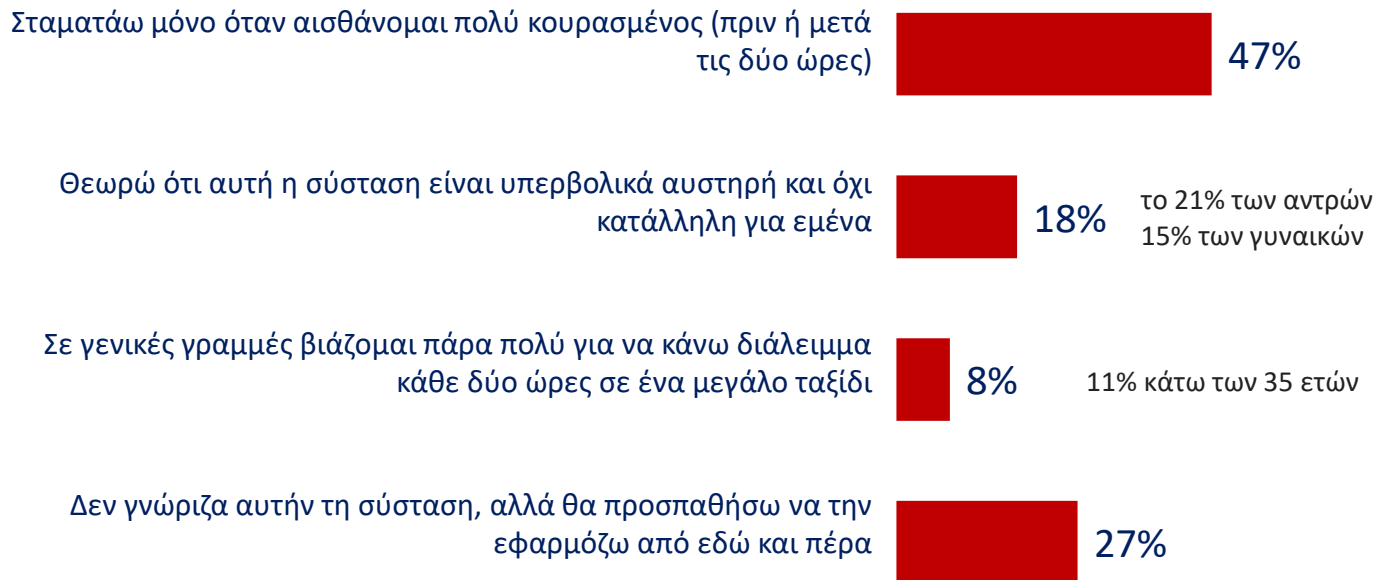 Σταματάω μόνο όταν αισθάνομαι πολύ κουρασμένος (πριν ή μετά
τις δύο ώρες)
47%
Θεωρώ ότι αυτή η σύσταση είναι υπερβολικά αυστηρή και όχι
κατάλληλη για εμένα
18%
το 21% των αντρών
15% των γυναικών
Σε γενικές γραμμές βιάζομαι πάρα πολύ για να κάνω διάλειμμα
κάθε δύο ώρες σε ένα μεγάλο ταξίδι
8%
11% κάτω των 35 ετών
Δεν γνώριζα αυτήν τη σύσταση, αλλά θα προσπαθήσω να την
εφαρμόζω από εδώ και πέρα
27%